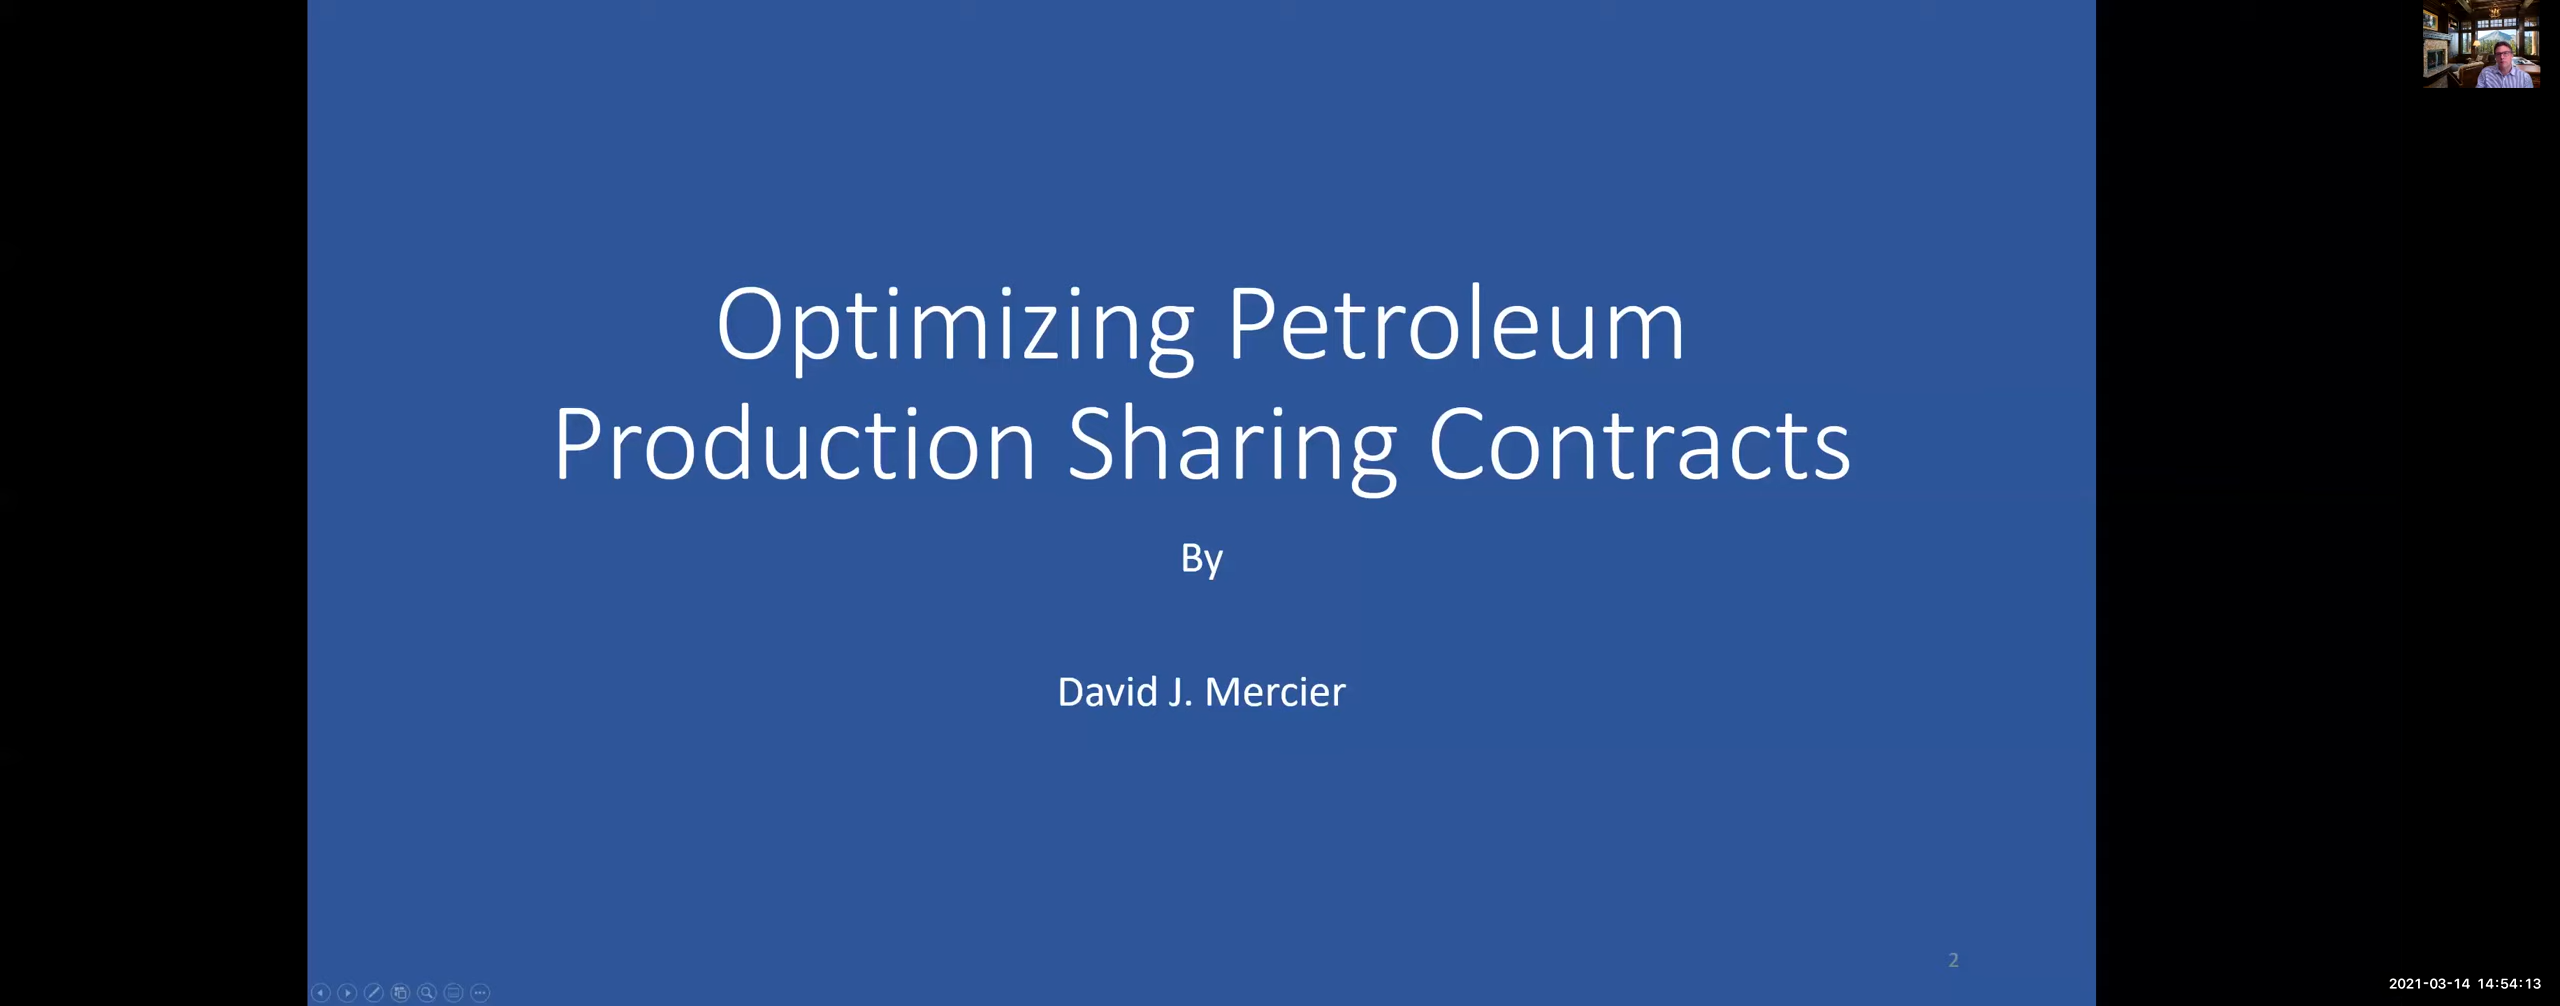 Optimizing Petroleum
Production Sharing Contracts
By
David J. Mercier
2
2021-03-14 14:54:13